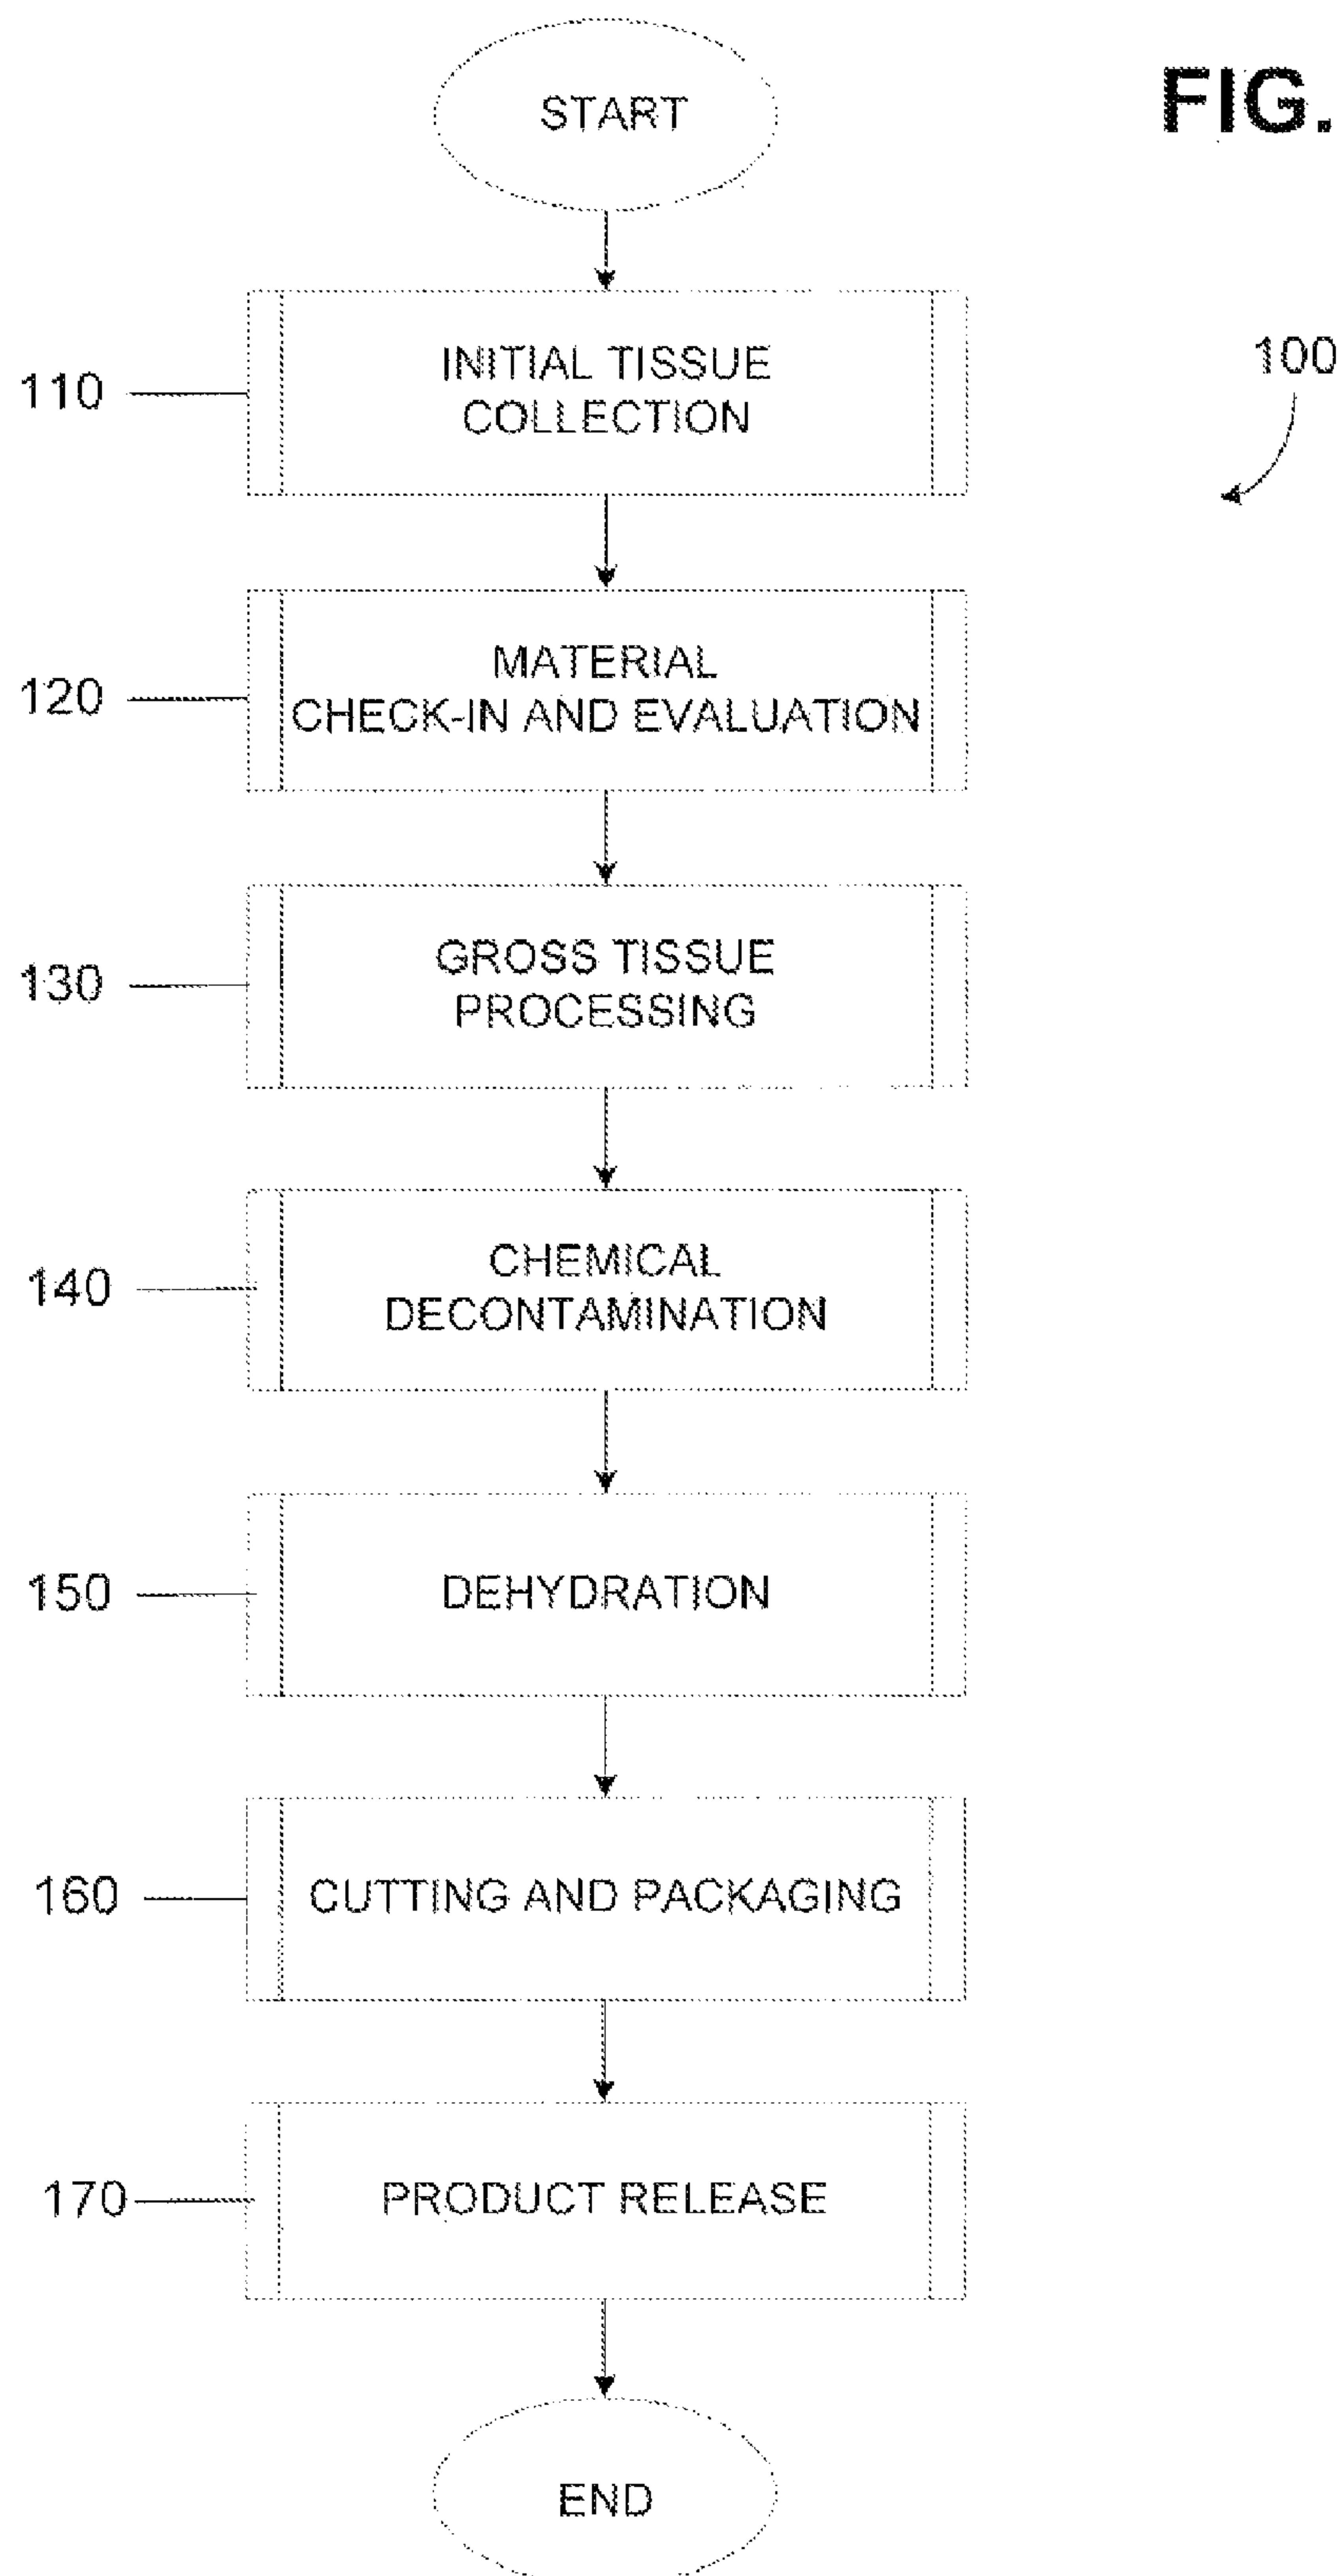 START
FIG.
110
INITIAL TISSUE
COLLECTION
100
120
MATERIAL
CHECK-IN AND EVALUATION
130
GROSS TISSUE
PROCESSING
140
CHEMICAL
DECONTAMINATION
150
DEHYDRATION
160
CUTTING AND PACKAGING
170
PRODUCT RELEASE
END